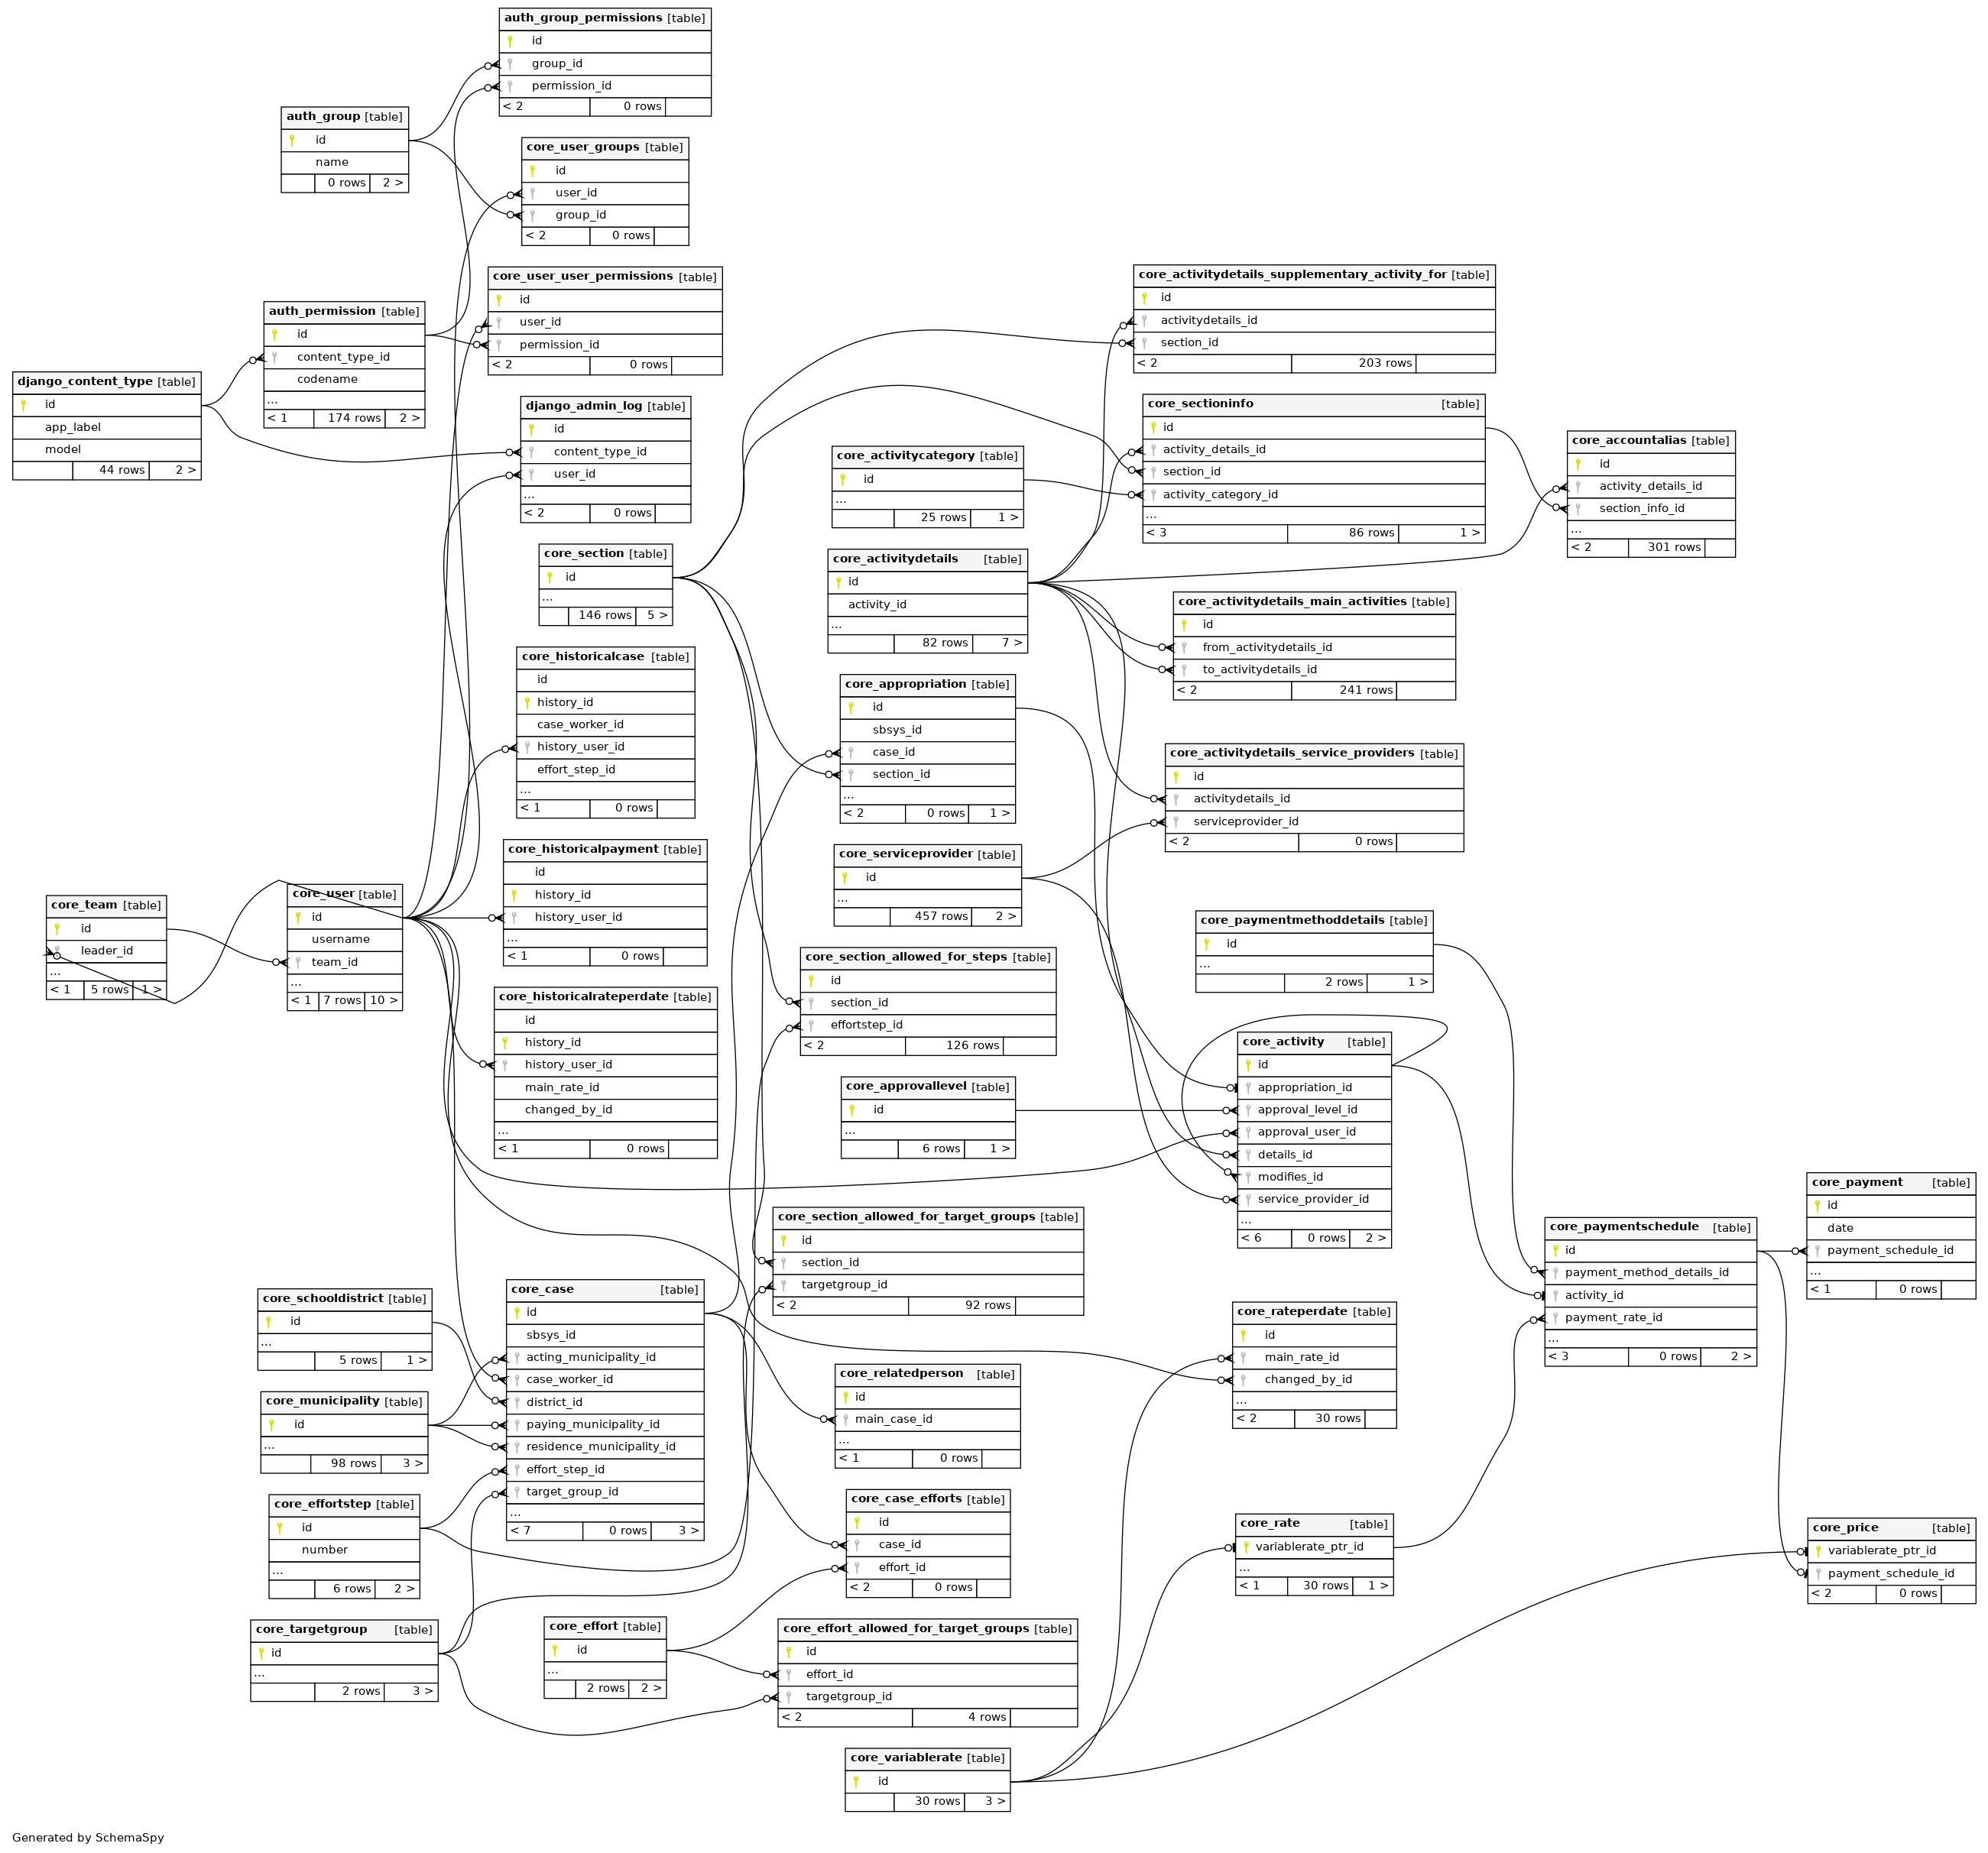 auth_group_permissions [table]
id
group_id
permission_id
< 2 0 rows
auth_group [table]
id
name
0 rows 2 >
core_user_groups [table]
id
user_id
group_id
< 2 0 rows
core_user_user_permissions [table]
id
user_id
permission_id
< 2 0 rows
auth_permission [table]
id
content_type_id
codename
...
< 1 174 rows 2 >
django_content_type [table]
id
app_label
model
44 rows 2 >
django_admin_log [table]
id
content_type_id
user_id
...
< 2 0 rows
core_section [table]
id
...
146 rows 5 >
core_activitydetails_supplementary_activity_for [table]
id
activitydetails_id
section_id
< 2 203 rows
core_sectioninfo [table]
id
activity_details_id
section_id
activity_category_id
...
< 3 86 rows 1 >
core_accountalias [table]
id
activity_details_id
section_info_id
...
< 2 301 rows
core_activitycategory [table]
id
...
25 rows 1 >
core_activitydetails [table]
id
activity_id
...
82 rows 7 >
core_activitydetails_main_activities [table]
id
from_activitydetails_id
to_activitydetails_id
< 2 241 rows
core_historicalcase [table]
id
history_id
case_worker_id
history_user_id
effort_step_id
...
< 1 0 rows
core_appropriation [table]
id
sbsys_id
case_id
section_id
...
< 2 0 rows 1 >
core_activitydetails_service_providers [table]
id
activitydetails_id
serviceprovider_id
< 2 0 rows
core_historicalpayment [table]
id
history_id
history_user_id
...
< 1 0 rows
core_serviceprovider [table]
id
...
457 rows 2 >
core_team [table]
id
leader_id
...
< 1 5 rows 1 >
core_user [table]
id
username
team_id
...
< 1 7 rows 10 >
core_paymentmethoddetails [table]
id
...
2 rows 1 >
core_section_allowed_for_steps [table]
id
section_id
effortstep_id
< 2 126 rows
core_historicalrateperdate [table]
id
history_id
history_user_id
main_rate_id
changed_by_id
...
< 1 0 rows
core_activity [table]
id
appropriation_id
approval_level_id
approval_user_id
details_id
modifies_id
service_provider_id
...
< 6 0 rows 2 >
core_approvallevel [table]
id
...
6 rows 1 >
core_payment [table]
id
date
payment_schedule_id
...
< 1 0 rows
core_paymentschedule [table]
id
payment_method_details_id
activity_id
payment_rate_id
...
< 3 0 rows 2 >
core_section_allowed_for_target_groups [table]
id
section_id
targetgroup_id
< 2 92 rows
core_schooldistrict [table]
id
...
5 rows 1 >
core_case [table]
id
sbsys_id
acting_municipality_id
case_worker_id
district_id
paying_municipality_id
residence_municipality_id
effort_step_id
target_group_id
...
< 7 0 rows 3 >
core_rateperdate [table]
id
main_rate_id
changed_by_id
...
< 2 30 rows
core_municipality [table]
id
...
98 rows 3 >
core_relatedperson [table]
id
main_case_id
...
< 1 0 rows
core_effortstep [table]
id
number
...
6 rows 2 >
core_case_efforts [table]
id
case_id
effort_id
< 2 0 rows
core_rate [table]
variablerate_ptr_id
...
< 1 30 rows 1 >
core_price [table]
variablerate_ptr_id
payment_schedule_id
< 2 0 rows
core_targetgroup [table]
id
...
2 rows 3 >
core_effort [table]
id
...
2 rows 2 >
core_effort_allowed_for_target_groups [table]
id
effort_id
targetgroup_id
< 2 4 rows
core_variablerate [table]
id
30 rows 3 >
Generated by SchemaSpy